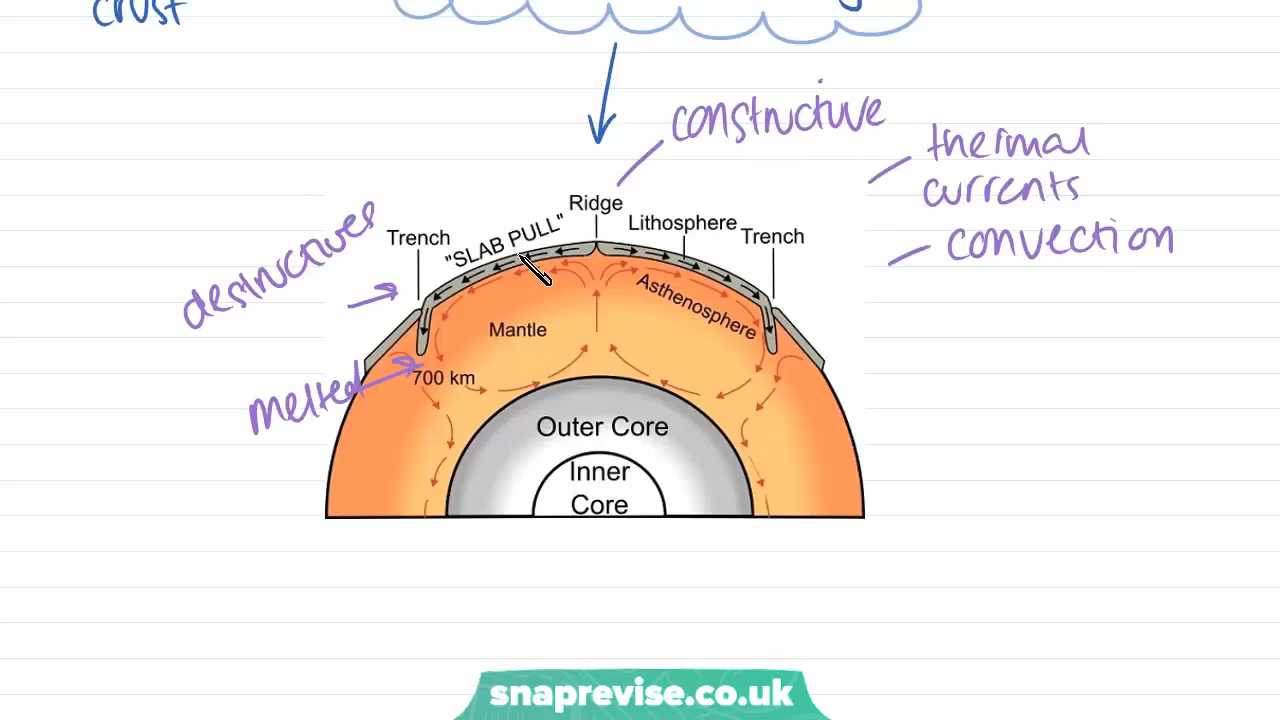 crust
constructive
thermal
currents
convection
Ridge
"SLAB PULL"
Lithosphere
Trench
Trench
destructives
Asthenosphere
Mantle
700 km
melted
Outer Core
Inner
Core
snaprevise.co.uk